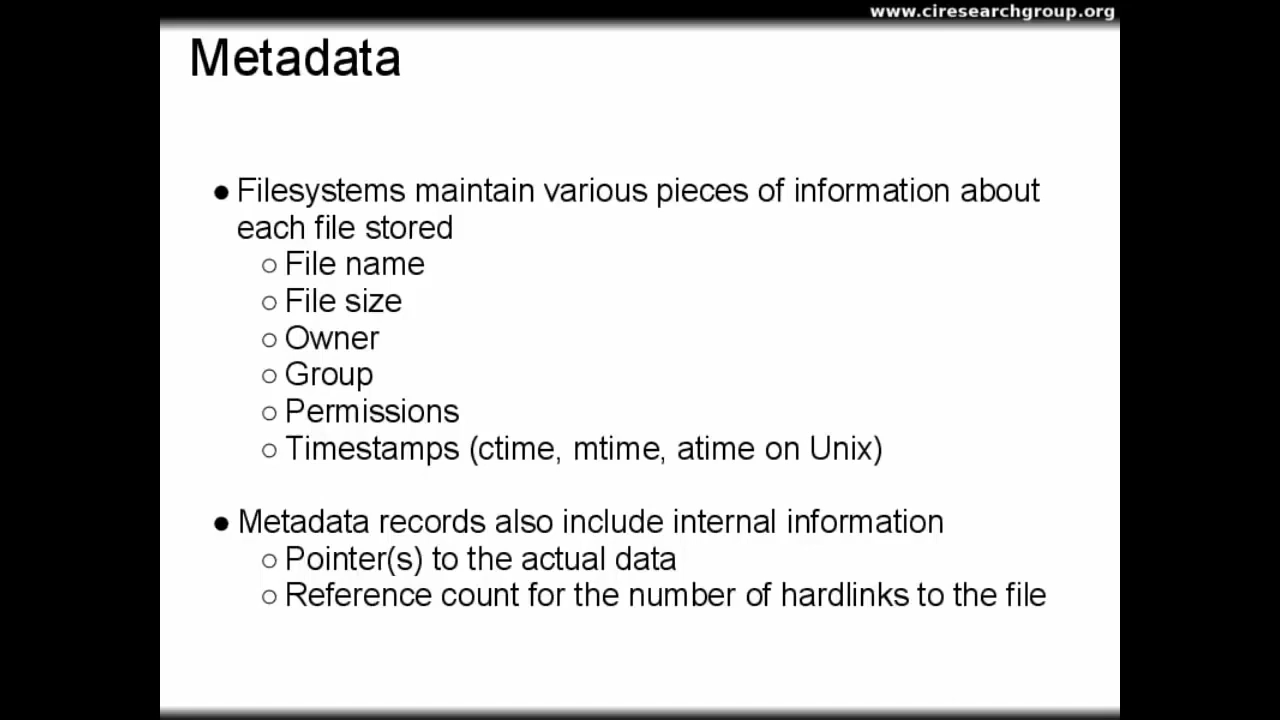 www.ciresearchgroup.org
Metadata
● Filesystems maintain various pieces of information about
each file stored
○ File name
○ File size
○ Owner
○ Group
○ Permissions
○ Timestamps (ctime, mtime, atime on Unix)
● Metadata records also include internal information
○ Pointer(s) to the actual data
○ Reference count for the number of hardlinks to the file